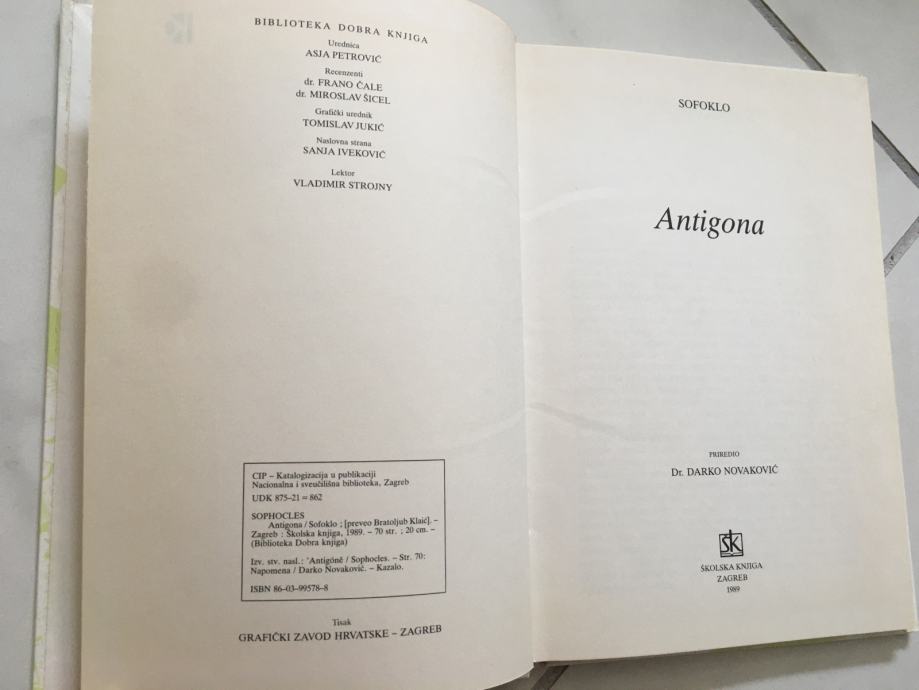 BIBLIOTEKA DOBRA KNJIGA
Urednica
ASJA PETROVIĆ
Recenzenti
dr. FRANO ČALE
dr. MIROSLAV ŠICEL
Grafički urednik
TOMISLAV JUKIĆ
Naslovna strana
SANJA IVEKOVIĆ
Lektor
VLADIMIR STROJNY
CIP – Katalogizacija u publikaciji
Nacionalna i sveučilišna biblioteka, Zagreb
UDK 875–21 = 862
SOPHOCLES
Antigona / Sofoklo ; [preveo Bratoljub Klaić]. –
Zagreb : Školska knjiga, 1989. – 70 str. ; 20 cm. –
(Biblioteka Dobra knjiga)
Izv. stv. nasl.: 'Antigónē / Sophocles. – Str. 70:
Napomena / Darko Novaković. – Kazalo.
ISBN 86–03–99578–8
Tisak
GRAFIČKI ZAVOD HRVATSKE – ZAGREB
SOFOKLO
Antigona
PRIREDIO
Dr. DARKO NOVAKOVIĆ
ŠK
ŠKOLSKA KNJIGA
ZAGREB
1989